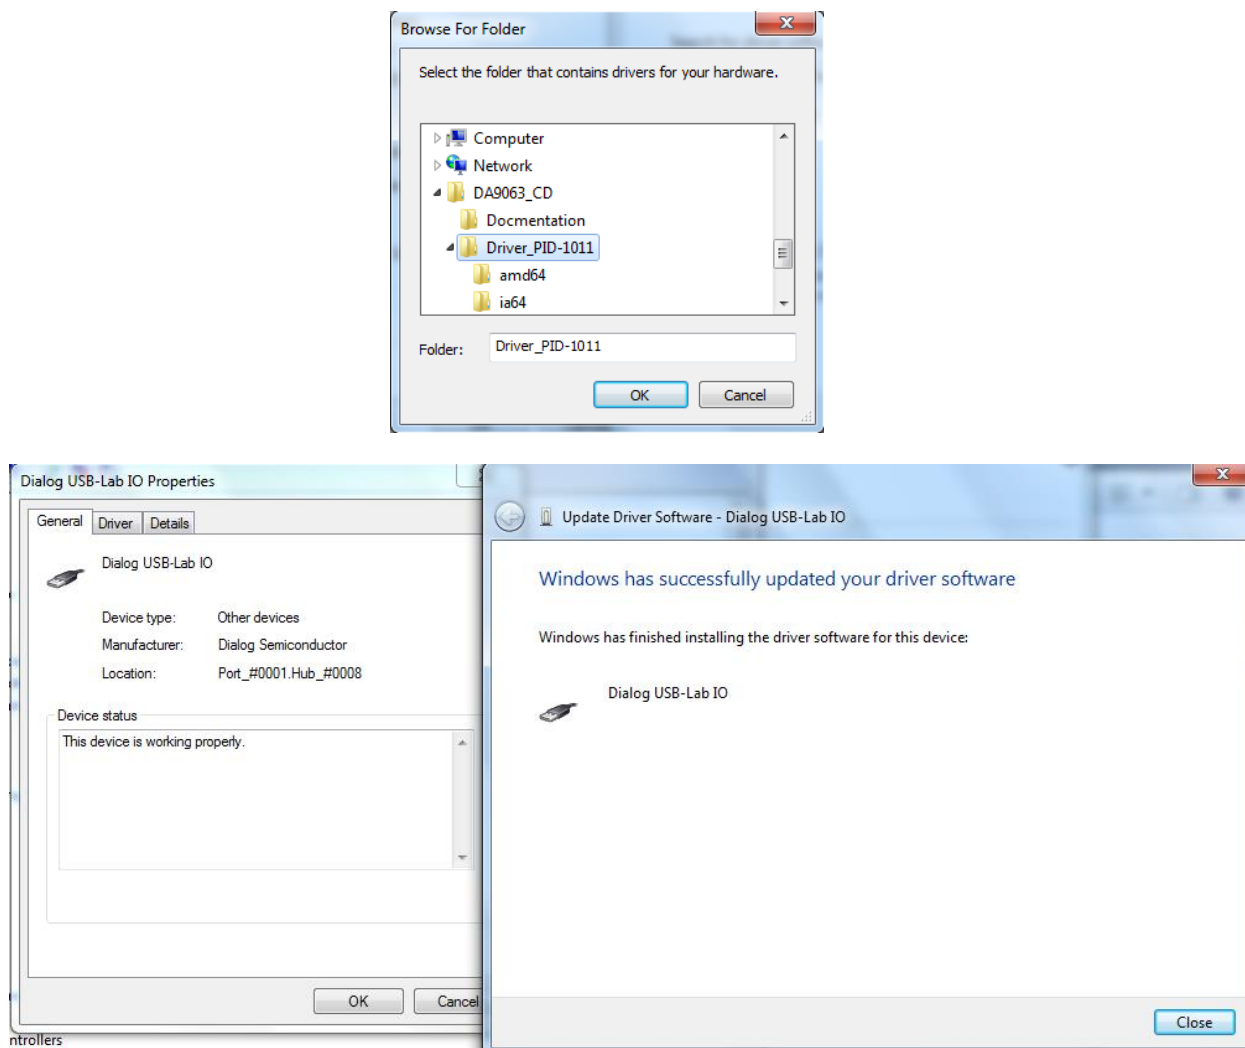 Browse For Folder
Select the folder that contains drivers for your hardware.
Computer
Network
DA9063_CD
Docmentation
Driver_PID-1011
amd64
ia64
Folder: Driver_PID-1011
OK Cancel
Dialog USB-Lab IO Properties
General Driver Details
Dialog USB-Lab IO
Device type: Other devices
Manufacturer: Dialog Semiconductor
Location: Port_#0001.Hub_#0008
Device status
This device is working properly.
OK Cancel
ntrollers
Update Driver Software - Dialog USB-Lab IO
Windows has successfully updated your driver software
Windows has finished installing the driver software for this device:
Dialog USB-Lab IO
Close